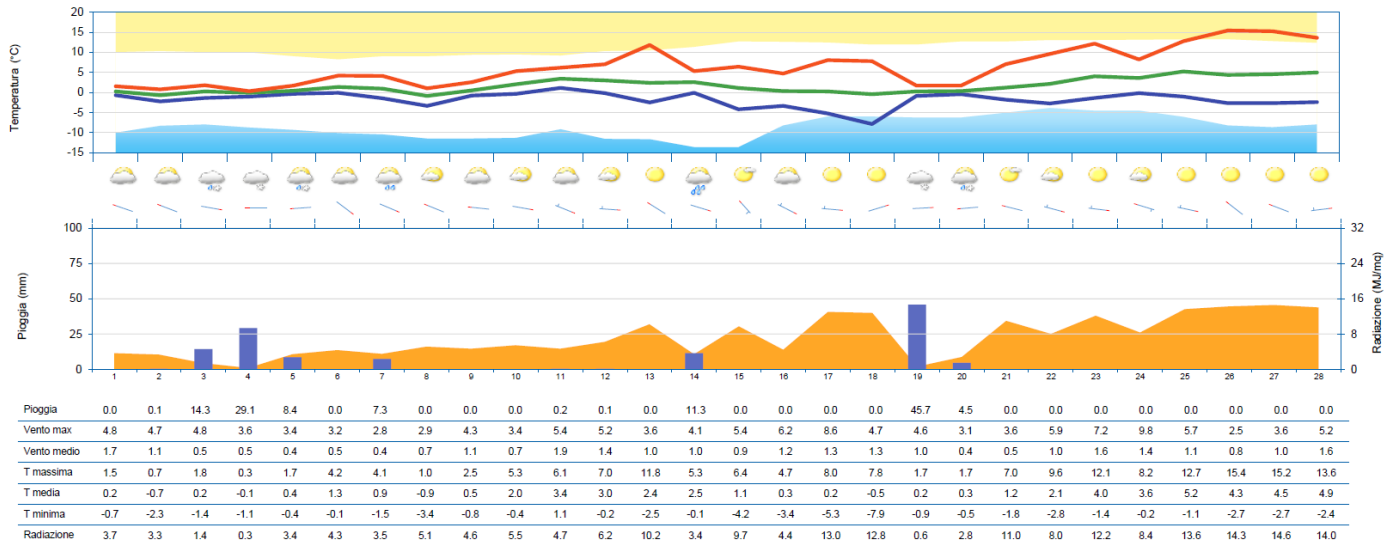 Temperatura (°C)
20
15
10
5
0
-5
-10
-15
Pioggia (mm)
100
75
50
25
0
32
24
16
8
0
Radiazione (MJ/mq)
1 2 3 4 5 6 7 8 9 10 11 12 13 14 15 16 17 18 19 20 21 22 23 24 25 26 27 28
Pioggia 0.0 0.1 14.3 29.1 8.4 0.0 7.3 0.0 0.0 0.0 0.2 0.1 0.0 11.3 0.0 0.0 0.0 0.0 45.7 4.5 0.0 0.0 0.0 0.0 0.0 0.0 0.0 0.0
Vento max 4.8 4.7 4.8 3.6 3.4 3.2 2.8 2.9 4.3 3.4 5.4 5.2 3.6 4.1 5.4 6.2 8.6 4.7 4.6 3.1 3.6 5.9 7.2 9.8 5.7 2.5 3.6 5.2
Vento medio 1.7 1.1 0.5 0.5 0.4 0.5 0.4 0.7 1.1 0.7 1.9 1.4 1.0 1.0 0.9 1.2 1.3 1.3 1.0 0.4 0.5 1.0 1.6 1.4 1.1 0.8 1.0 1.6
T massima 1.5 0.7 1.8 0.3 1.7 4.2 4.1 1.0 2.5 5.3 6.1 7.0 11.8 5.3 6.4 4.7 8.0 7.8 1.7 1.7 7.0 9.6 12.1 8.2 12.7 15.4 15.2 13.6
T media 0.2 -0.7 0.2 -0.1 0.4 1.3 0.9 -0.9 0.5 2.0 3.4 3.0 2.4 2.5 1.1 0.3 0.2 -0.5 0.2 0.3 1.2 2.1 4.0 3.6 5.2 4.3 4.5 4.9
T minima -0.7 -2.3 -1.4 -1.1 -0.4 -0.1 -1.5 -3.4 -0.8 -0.4 1.1 -0.2 -2.5 -0.1 -4.2 -3.4 -5.3 -7.9 -0.9 -0.5 -1.8 -2.8 -1.4 -0.2 -1.1 -2.7 -2.7 -2.4
Radiazione 3.7 3.3 1.4 0.3 3.4 4.3 3.5 5.1 4.6 5.5 4.7 6.2 10.2 3.4 9.7 4.4 13.0 12.8 0.6 2.8 11.0 8.0 12.2 8.4 13.6 14.3 14.6 14.0